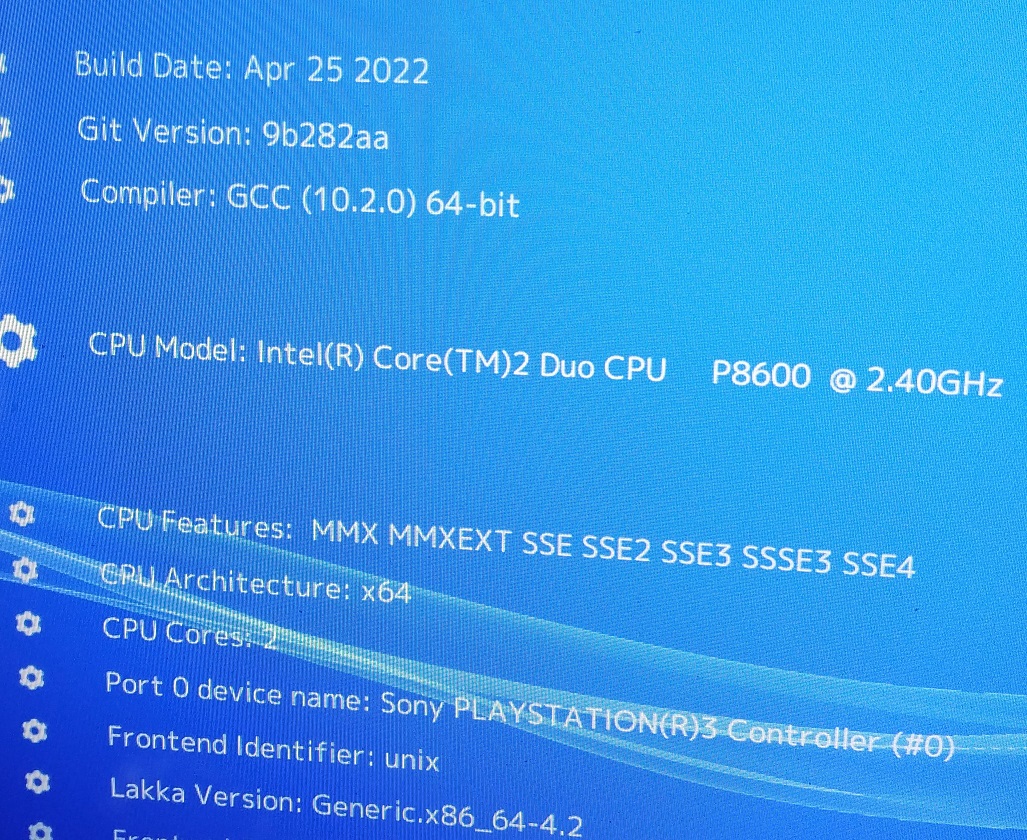 Build Date: Apr 25 2022
Git Version: 9b282aa
Compiler: GCC (10.2.0) 64-bit
CPU Model: Intel(R) Core(TM)2 Duo CPU P8600 @ 2.40GHz
CPU Features: MMX MMXEXT SSE SSE2 SSE3 SSSE3 SSE4
CPU Architecture: x64
CPU Cores: 2
Port 0 device name: Sony PLAYSTATION(R)3 Controller (#0)
Frontend Identifier: unix
Lakka Version: Generic.x86_64-4.2